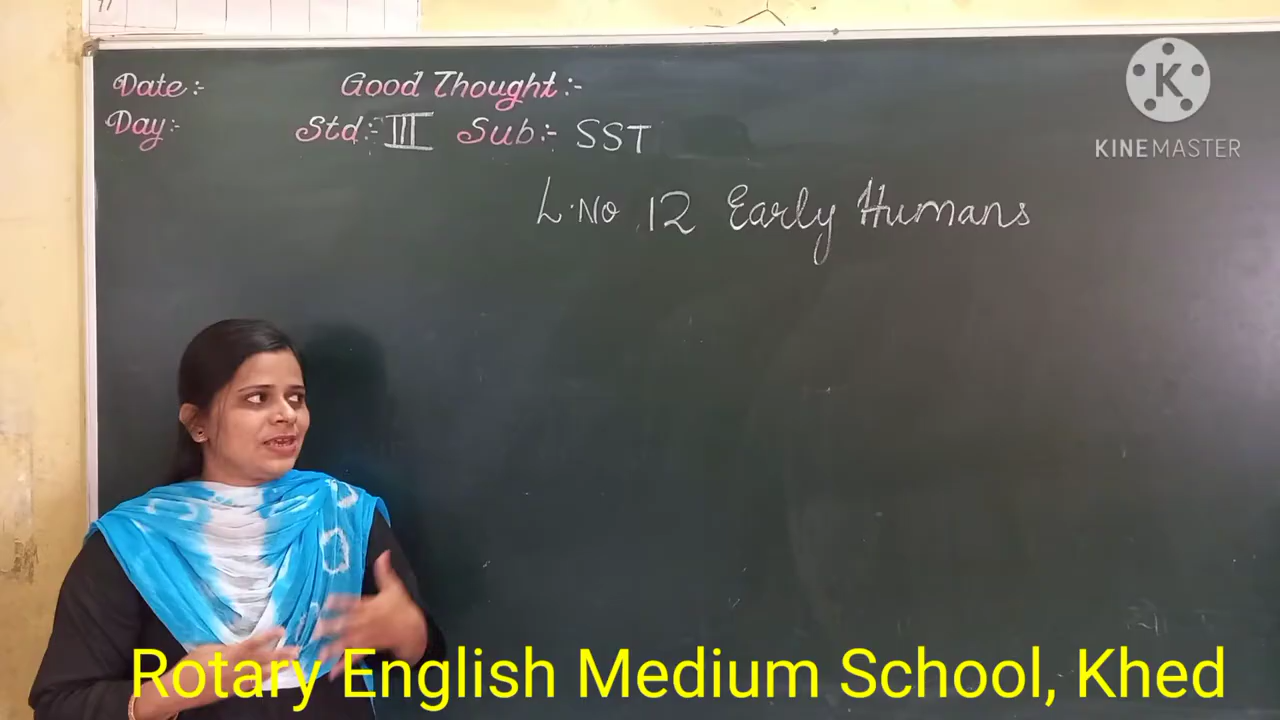 Date:-
Good Thought:-
Day:-
Std:- III Sub:- SST
L.No 12 Early Humans
K
KINEMASTER
Rotary English Medium School, Khed